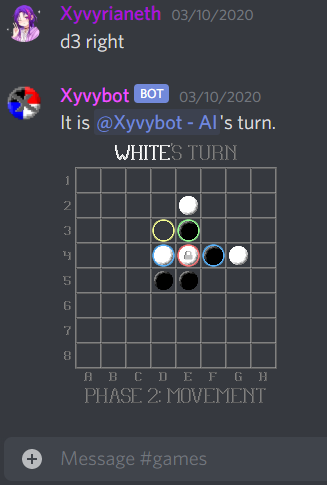 Xyvyrianeth 03/10/2020
d3 right
Xyvybot BOT 03/10/2020
It is @Xyvybot - AI's turn.
WHITE'S TURN
1
2
3
4
5
6
7
8
A B C D E F G H
PHASE 2: MOVEMENT
Message #games